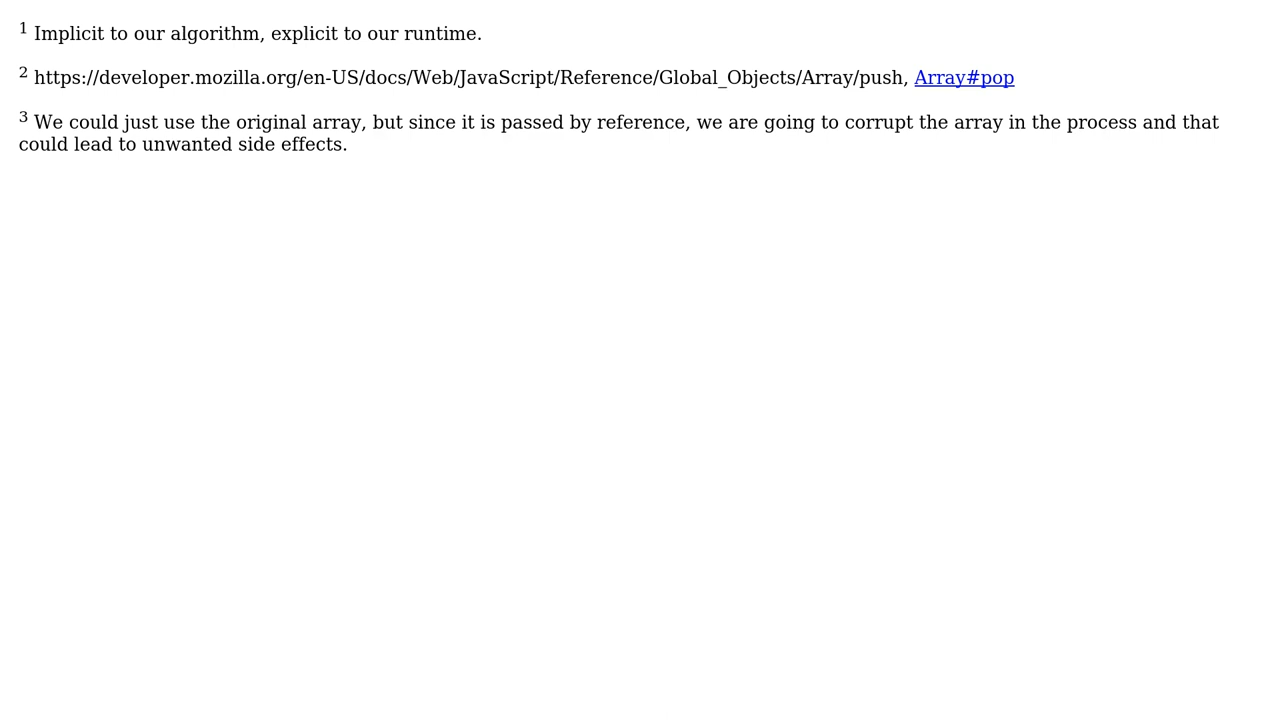 1 Implicit to our algorithm, explicit to our runtime.
2 https://developer.mozilla.org/en-US/docs/Web/JavaScript/Reference/Global_Objects/Array/push, Array#pop
3 We could just use the original array, but since it is passed by reference, we are going to corrupt the array in the process and that
could lead to unwanted side effects.